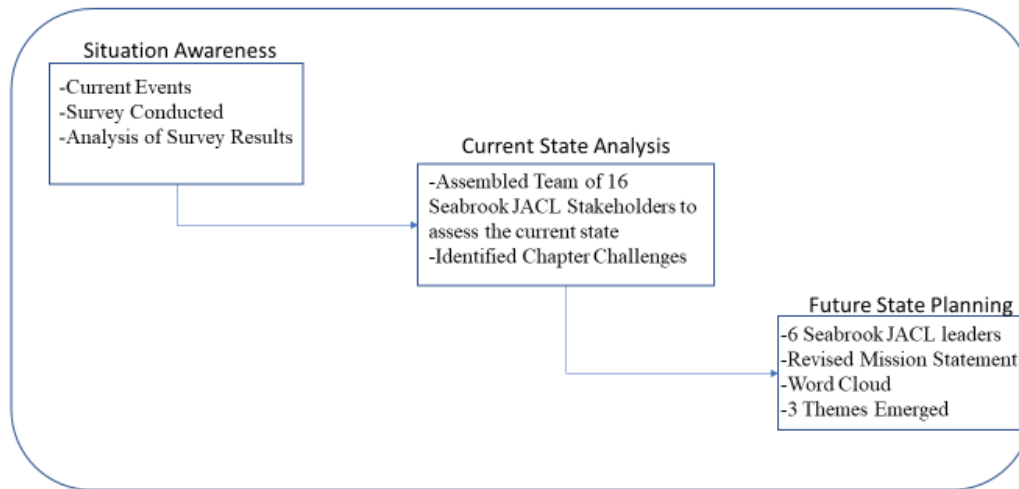 Situation Awareness
-Current Events
-Survey Conducted
-Analysis of Survey Results
Current State Analysis
-Assembled Team of 16
Seabrook JACL Stakeholders to
assess the current state
-Identified Chapter Challenges
Future State Planning
-6 Seabrook JACL leaders
-Revised Mission Statement
-Word Cloud
-3 Themes Emerged